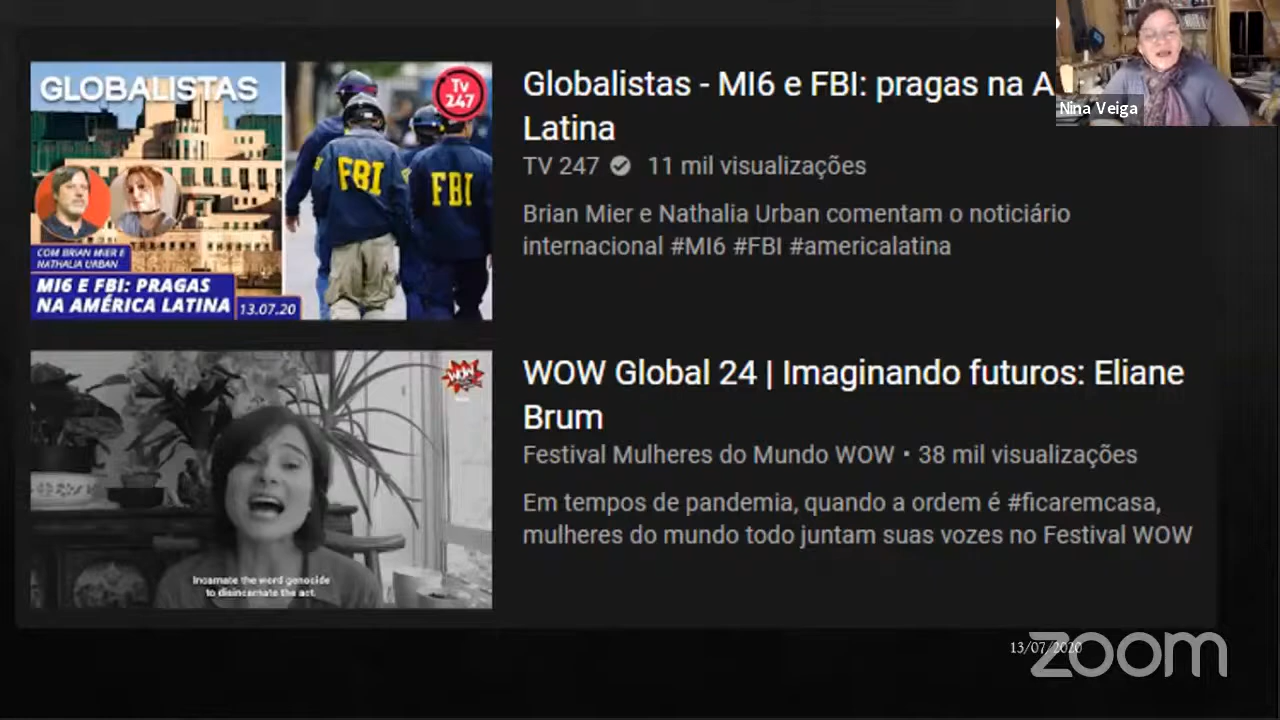 GLOBALISTAS
Tv
247
FBI
FBI
COM BRIAN MIER E
NATHALIA URBAN
MI6 E FBI: PRAGAS
NA AMÉRICA LATINA
13.07.20
Globalistas - MI6 e FBI: pragas na A
Latina
TV 247 11 mil visualizações
Brian Mier e Nathalia Urban comentam o noticiário
internacional #MI6 #FBI #americalatina
Nina Veiga
WOW
Incarnate the word genocide
to disincarnate the act.
WOW Global 24 | Imaginando futuros: Eliane
Brum
Festival Mulheres do Mundo WOW • 38 mil visualizações
Em tempos de pandemia, quando a ordem é #ficaremcasa,
mulheres do mundo todo juntam suas vozes no Festival WOW
13/07/2020
zoom